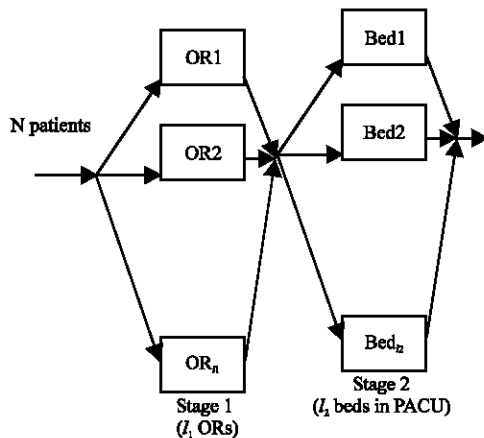 N patients
OR1
OR2
ORₗ₁
Stage 1
(l₁ ORs)
Bed1
Bed2
Bedₗ₂
Stage 2
(l₂ beds in PACU)